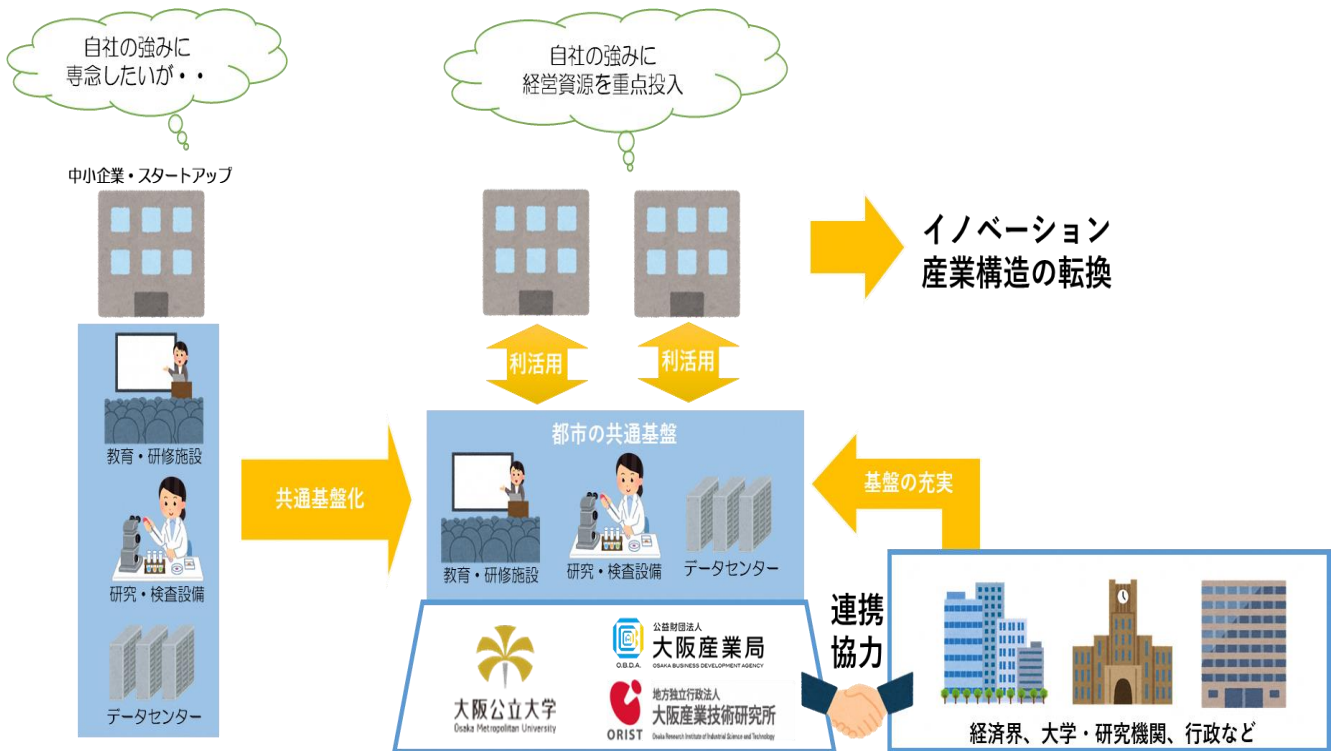 自社の強みに
専念したいが・・
中小企業・スタートアップ
教育・研修施設
研究・検査設備
データセンター
共通基盤化
自社の強みに
経営資源を重点投入
利活用
利活用
イノベーション
産業構造の転換
都市の共通基盤
教育・研修施設
研究・検査設備
データセンター
基盤の充実
大阪公立大学
Osaka Metropolitan University
O.B.D.A.
公益財団法人
大阪産業局
OSAKA BUSINESS DEVELOPMENT AGENCY
ORIST
地方独立行政法人
大阪産業技術研究所
Osaka Research Institute of Industrial Science and Technology
連携
協力
経済界、大学・研究機関、行政など